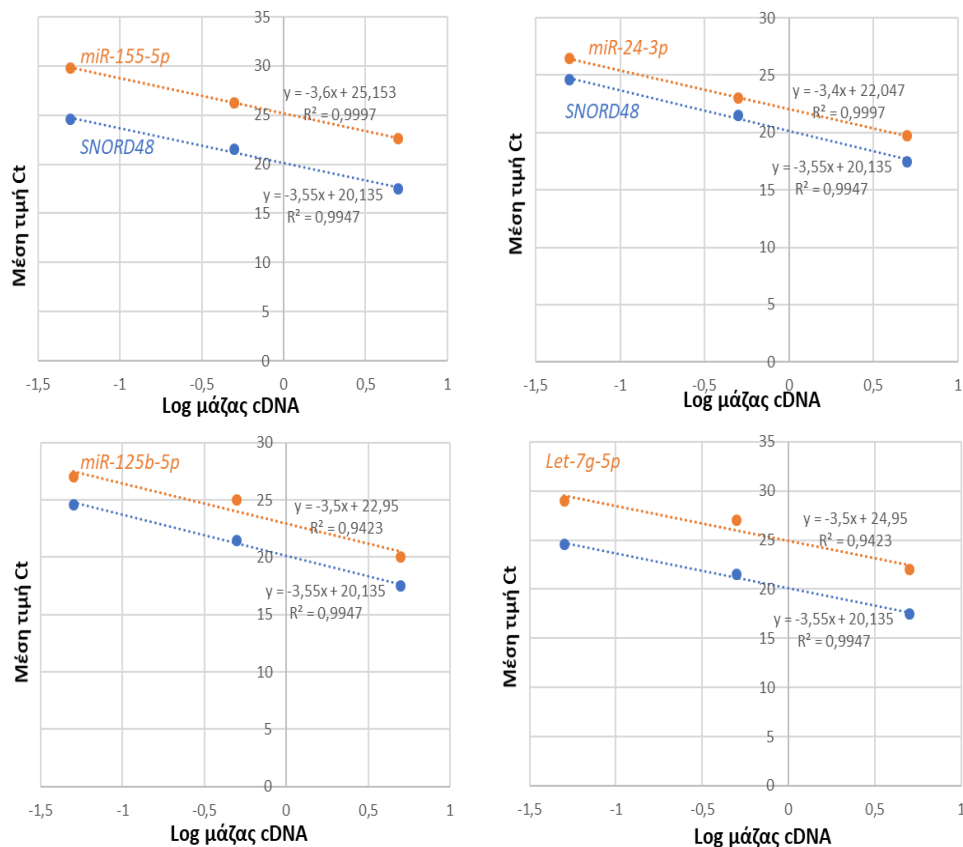 35
30
25
20
15
10
5
0
-1,5
-1
-0,5
0
0,5
1
miR-155-5p
SNORD48
y = -3,6x + 25,153
R² = 0,9997
y = -3,55x + 20,135
R² = 0,9947
Μέση τιμή Ct
Log μάζας cDNA
30
25
20
15
10
5
0
-1,5
-1
-0,5
0
0,5
1
miR-24-3p
SNORD48
y = -3,4x + 22,047
R² = 0,9997
y = -3,55x + 20,135
R² = 0,9947
Μέση τιμή Ct
Log μάζας cDNA
30
25
20
15
10
5
0
-1,5
-1
-0,5
0
0,5
1
miR-125b-5p
y = -3,5x + 22,95
R² = 0,9423
y = -3,55x + 20,135
R² = 0,9947
Μέση τιμή Ct
Log μάζας cDNA
35
30
25
20
15
10
5
0
-1,5
-1
-0,5
0
0,5
1
Let-7g-5p
y = -3,5x + 24,95
R² = 0,9423
y = -3,55x + 20,135
R² = 0,9947
Μέση τιμή Ct
Log μάζας cDNA